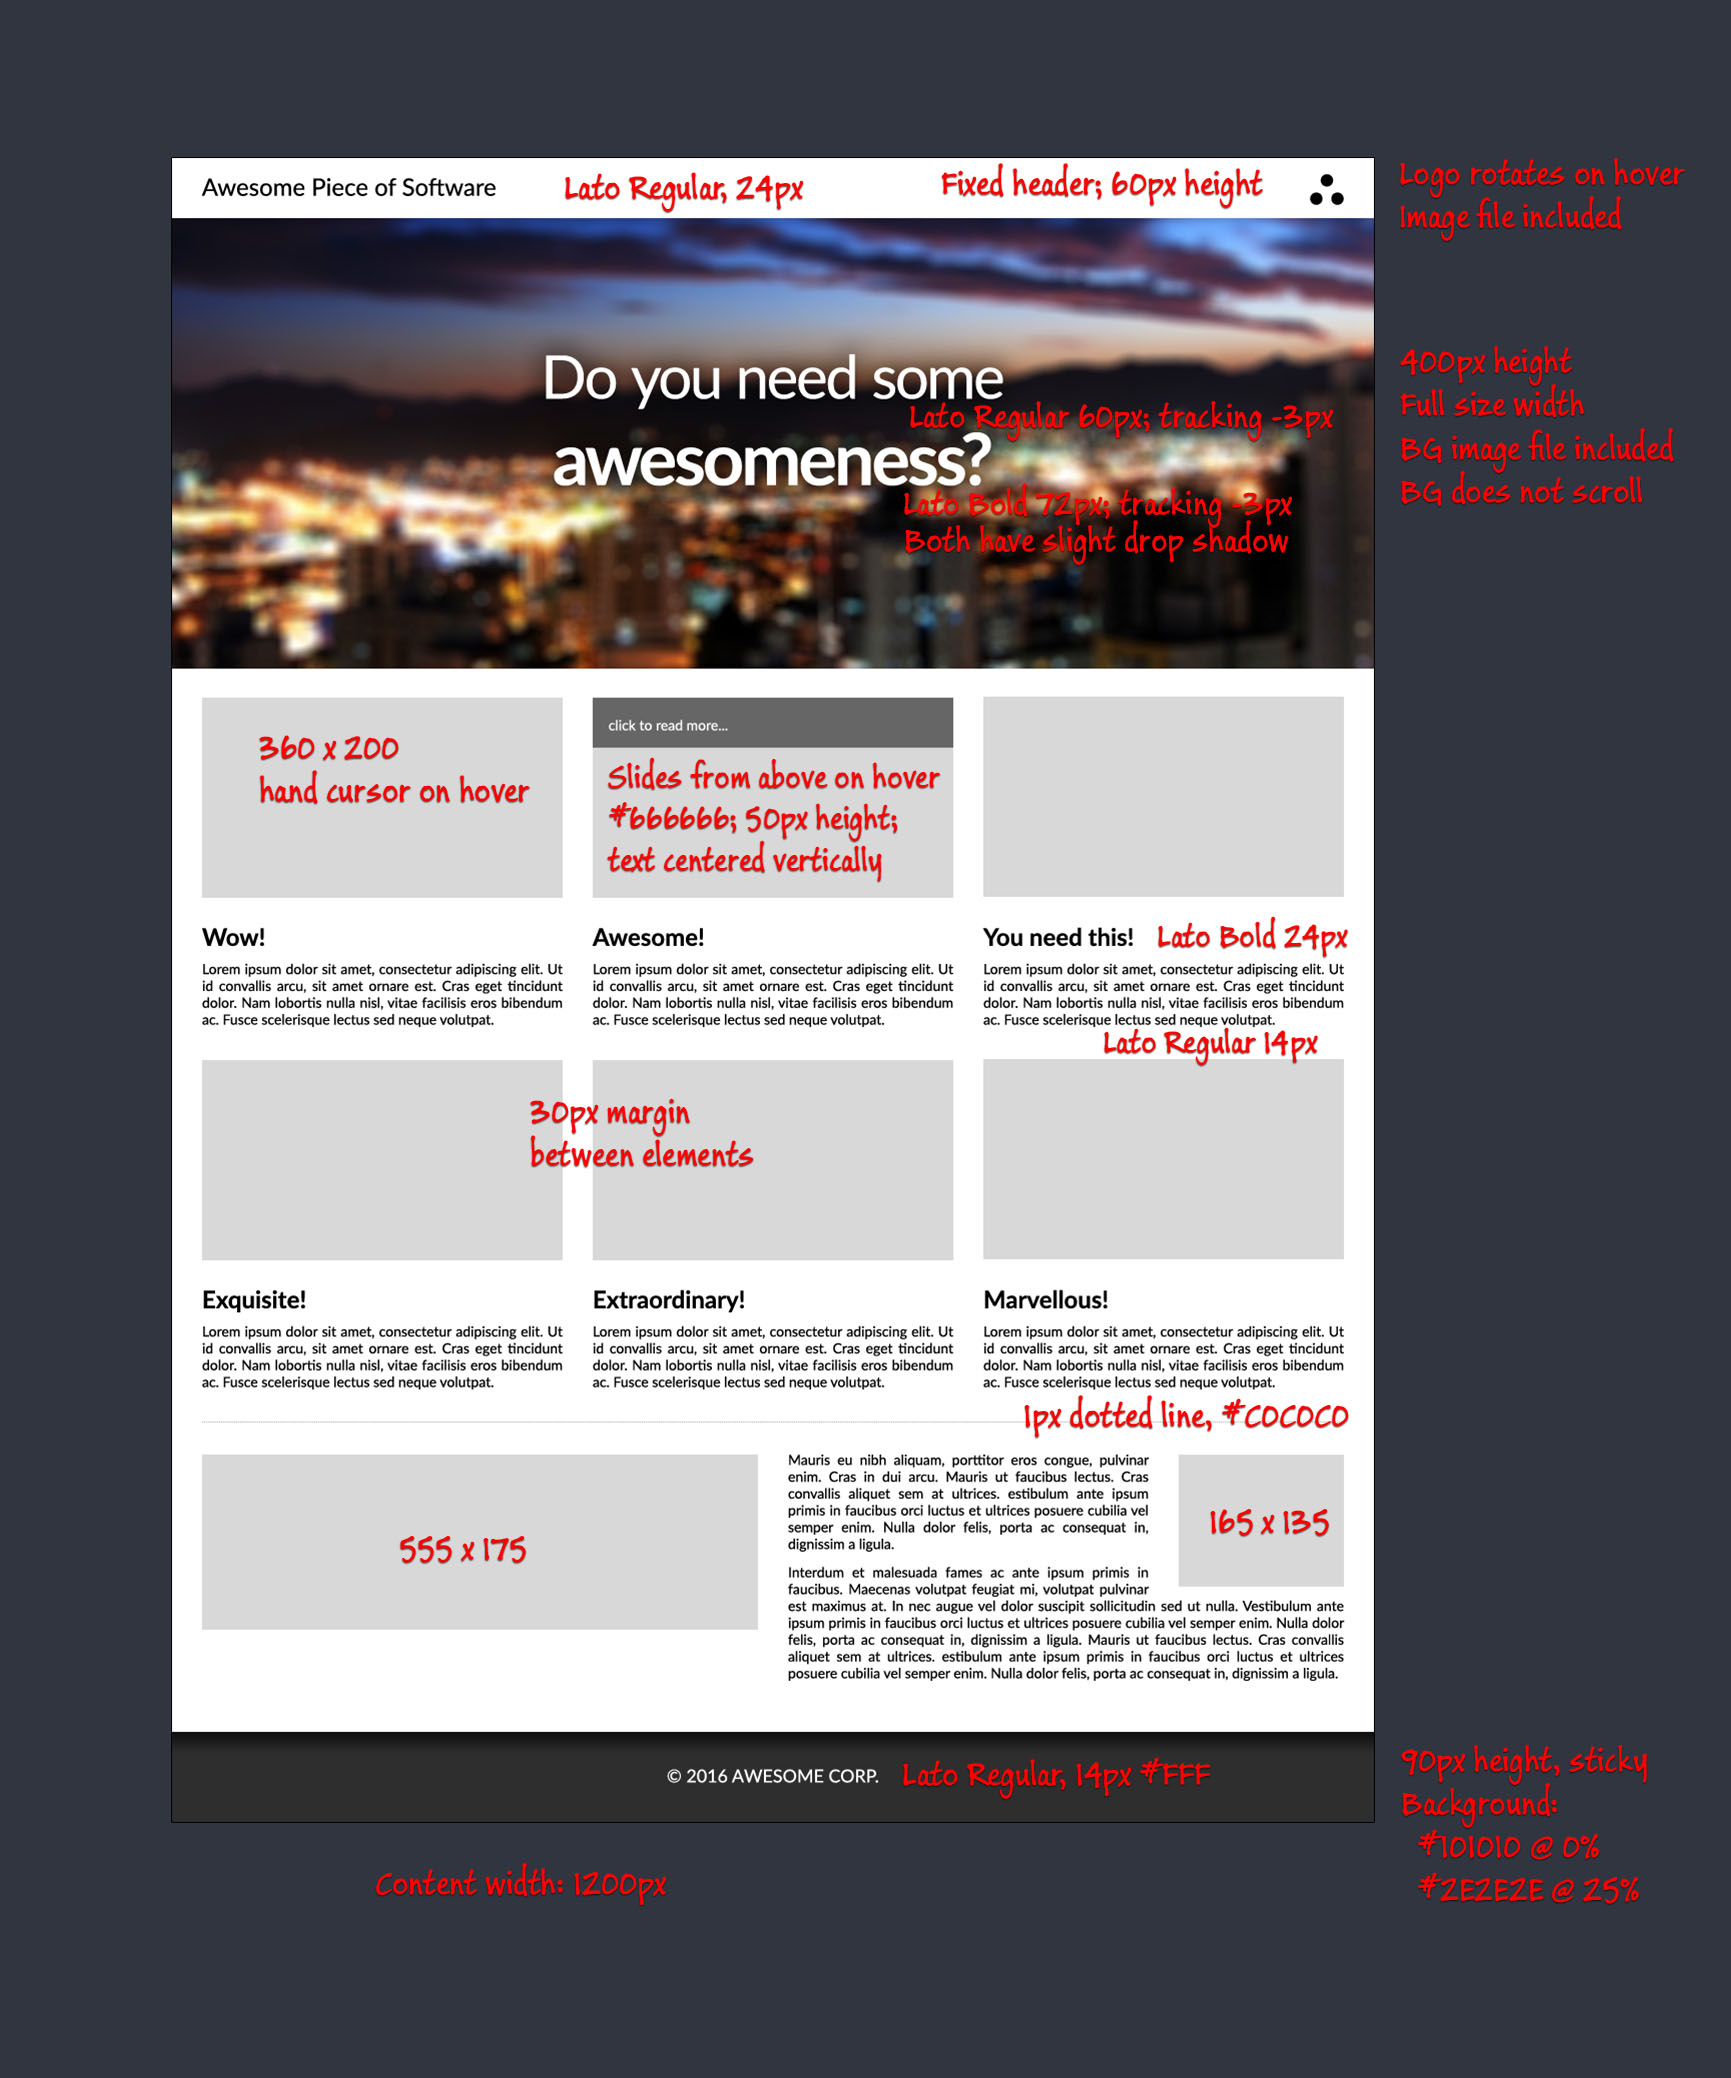 Awesome Piece of Software
Lato Regular, 24px
Fixed header; 60px height
Logo rotates on hover
Image file included
Do you need some
Lato Regular 60px; tracking -3px
awesomeness?
Lato Bold 72px; tracking -3px
Both have slight drop shadow
400px height
Full size width
BG image file included
BG does not scroll
360 x 200
hand cursor on hover
click to read more...
Slides from above on hover
#666666; 50px height;
text centered vertically
Wow!
Lorem ipsum dolor sit amet, consectetur adipiscing elit. Ut
id convallis arcu, sit amet ornare est. Cras eget tincidunt
dolor. Nam lobortis nulla nisl, vitae facilisis eros bibendum
ac. Fusce scelerisque lectus sed neque volutpat.
Awesome!
Lorem ipsum dolor sit amet, consectetur adipiscing elit. Ut
id convallis arcu, sit amet ornare est. Cras eget tincidunt
dolor. Nam lobortis nulla nisl, vitae facilisis eros bibendum
ac. Fusce scelerisque lectus sed neque volutpat.
You need this!
Lato Bold 24px
Lorem ipsum dolor sit amet, consectetur adipiscing elit. Ut
id convallis arcu, sit amet ornare est. Cras eget tincidunt
dolor. Nam lobortis nulla nisl, vitae facilisis eros bibendum
ac. Fusce scelerisque lectus sed neque volutpat.
Lato Regular 14px
30px margin
between elements
Exquisite!
Lorem ipsum dolor sit amet, consectetur adipiscing elit. Ut
id convallis arcu, sit amet ornare est. Cras eget tincidunt
dolor. Nam lobortis nulla nisl, vitae facilisis eros bibendum
ac. Fusce scelerisque lectus sed neque volutpat.
Extraordinary!
Lorem ipsum dolor sit amet, consectetur adipiscing elit. Ut
id convallis arcu, sit amet ornare est. Cras eget tincidunt
dolor. Nam lobortis nulla nisl, vitae facilisis eros bibendum
ac. Fusce scelerisque lectus sed neque volutpat.
Marvellous!
Lorem ipsum dolor sit amet, consectetur adipiscing elit. Ut
id convallis arcu, sit amet ornare est. Cras eget tincidunt
dolor. Nam lobortis nulla nisl, vitae facilisis eros bibendum
ac. Fusce scelerisque lectus sed neque volutpat.
1px dotted line, #C0C0C0
555 x 175
Mauris eu nibh aliquam, porttitor eros congue, pulvinar
enim. Cras in dui arcu. Mauris ut faucibus lectus. Cras
convallis aliquet sem at ultrices. estibulum ante ipsum
primis in faucibus orci luctus et ultrices posuere cubilia vel
semper enim. Nulla dolor felis, porta ac consequat in,
dignissim a ligula.
165 x 135
Interdum et malesuada fames ac ante ipsum primis in
faucibus. Maecenas volutpat feugiat mi, volutpat pulvinar
est maximus at. In nec augue vel dolor suscipit sollicitudin sed ut nulla. Vestibulum ante
ipsum primis in faucibus orci luctus et ultrices posuere cubilia vel semper enim. Nulla dolor
felis, porta ac consequat in, dignissim a ligula. Mauris ut faucibus lectus. Cras convallis
aliquet sem at ultrices. estibulum ante ipsum primis in faucibus orci luctus et ultrices
posuere cubilia vel semper enim. Nulla dolor felis, porta ac consequat in, dignissim a ligula.
© 2016 AWESOME CORP.
Lato Regular, 14px #FFF
90px height, sticky
Background:
#101010 @ 0%
#2E2E2E @ 25%
Content width: 1200px